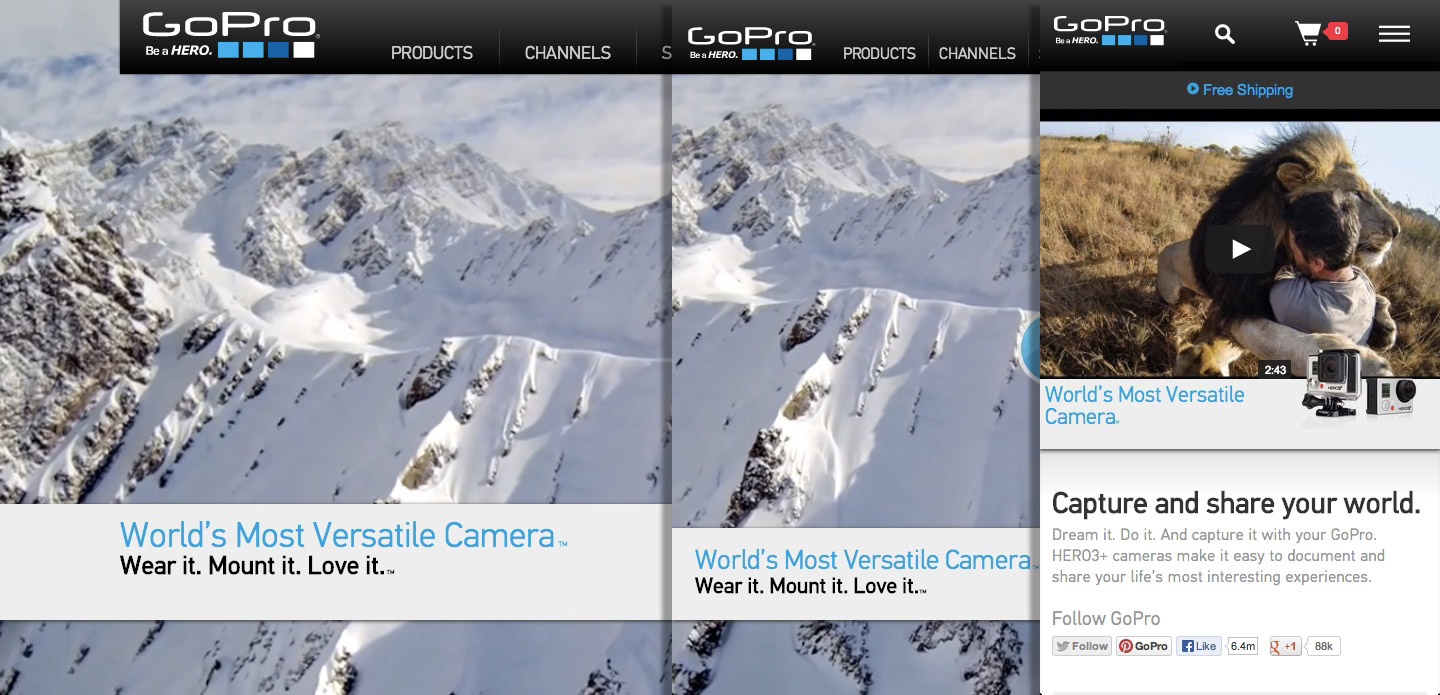 GoPro
Be a HERO.
PRODUCTS
CHANNELS
S
World's Most Versatile Camera™
Wear it. Mount it. Love it.™
GoPro
Be a HERO.
PRODUCTS
CHANNELS
World's Most Versatile Camera™
Wear it. Mount it. Love it.™
GoPro
Be a HERO.
0
Free Shipping
2:43
World's Most Versatile
Camera™
Capture and share your world.
Dream it. Do it. And capture it with your GoPro.
HERO3+ cameras make it easy to document and
share your life's most interesting experiences.
Follow GoPro
Follow
GoPro
Like
6.4m
+1
88k